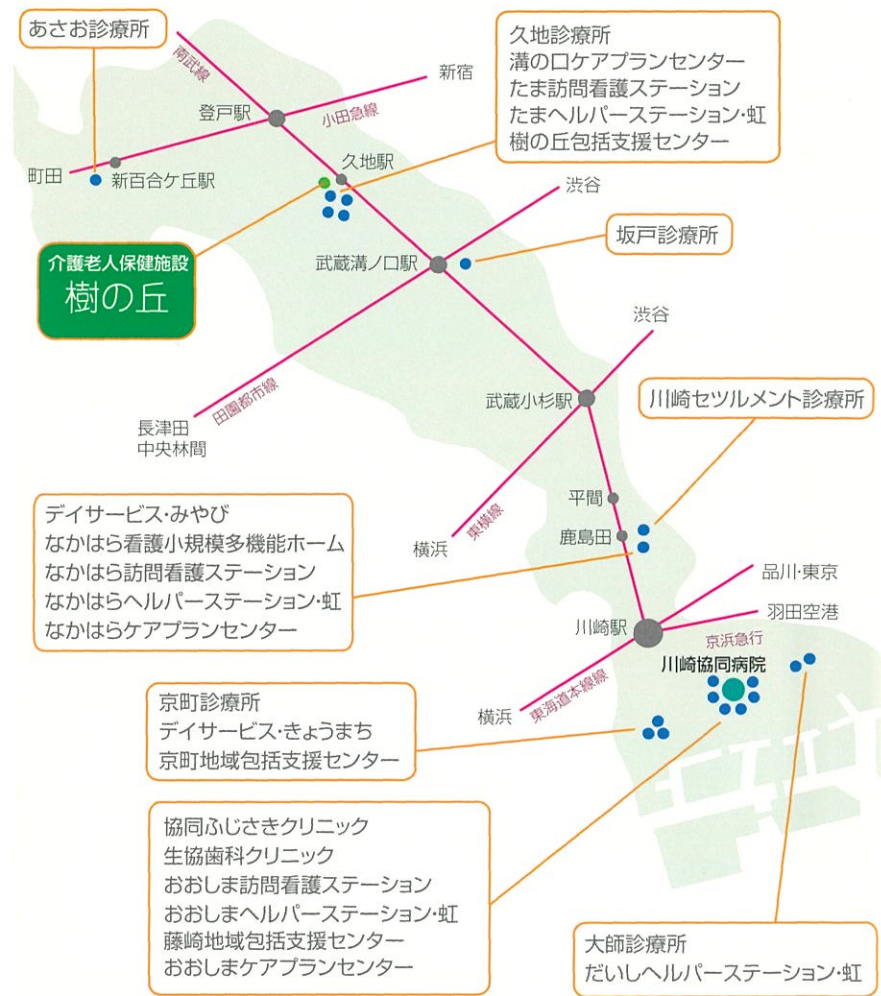 あさお診療所
久地診療所
溝の口ケアプランセンター
たま訪問看護ステーション
たまヘルパーステーション・虹
樹の丘包括支援センター
南武線
新宿
登戸駅
小田急線
久地駅
町田
新百合ケ丘駅
渋谷
坂戸診療所
介護老人保健施設
樹の丘
武蔵溝ノ口駅
渋谷
田園都市線
武蔵小杉駅
川崎セツルメント診療所
長津田
中央林間
平間
東横線
横浜
鹿島田
デイサービス・みやび
なかはら看護小規模多機能ホーム
なかはら訪問看護ステーション
なかはらヘルパーステーション・虹
なかはらケアプランセンター
品川・東京
羽田空港
川崎駅
京浜急行
川崎協同病院
東海道本線線
横浜
京町診療所
デイサービス・きょうまち
京町地域包括支援センター
協同ふじさきクリニック
生協歯科クリニック
おおしま訪問看護ステーション
おおしまヘルパーステーション・虹
藤崎地域包括支援センター
おおしまケアプランセンター
大師診療所
だいしヘルパーステーション・虹